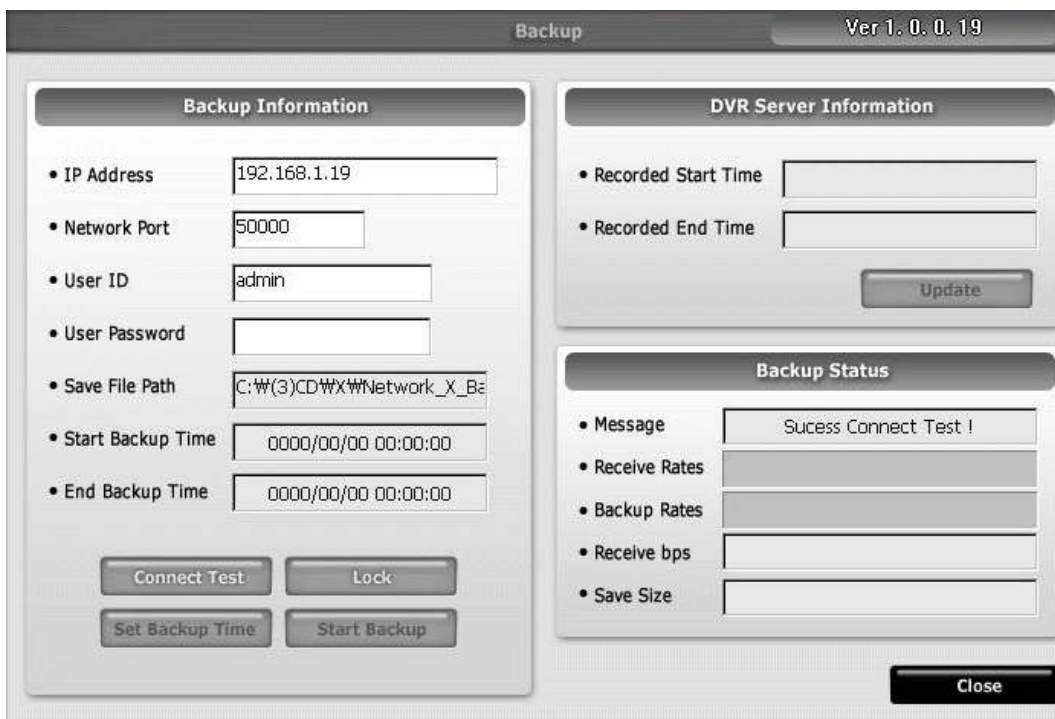 Backup
Ver 1. 0. 0. 19
Backup Information
• IP Address 192.168.1.19
• Network Port 50000
• User ID admin
• User Password
• Save File Path C:₩(3)CD₩X₩Network_X_Ba
• Start Backup Time 0000/00/00 00:00:00
• End Backup Time 0000/00/00 00:00:00
Connect Test Lock
Set Backup Time Start Backup
DVR Server Information
• Recorded Start Time
• Recorded End Time
Update
Backup Status
• Message Sucess Connect Test !
• Receive Rates
• Backup Rates
• Receive bps
• Save Size
Close